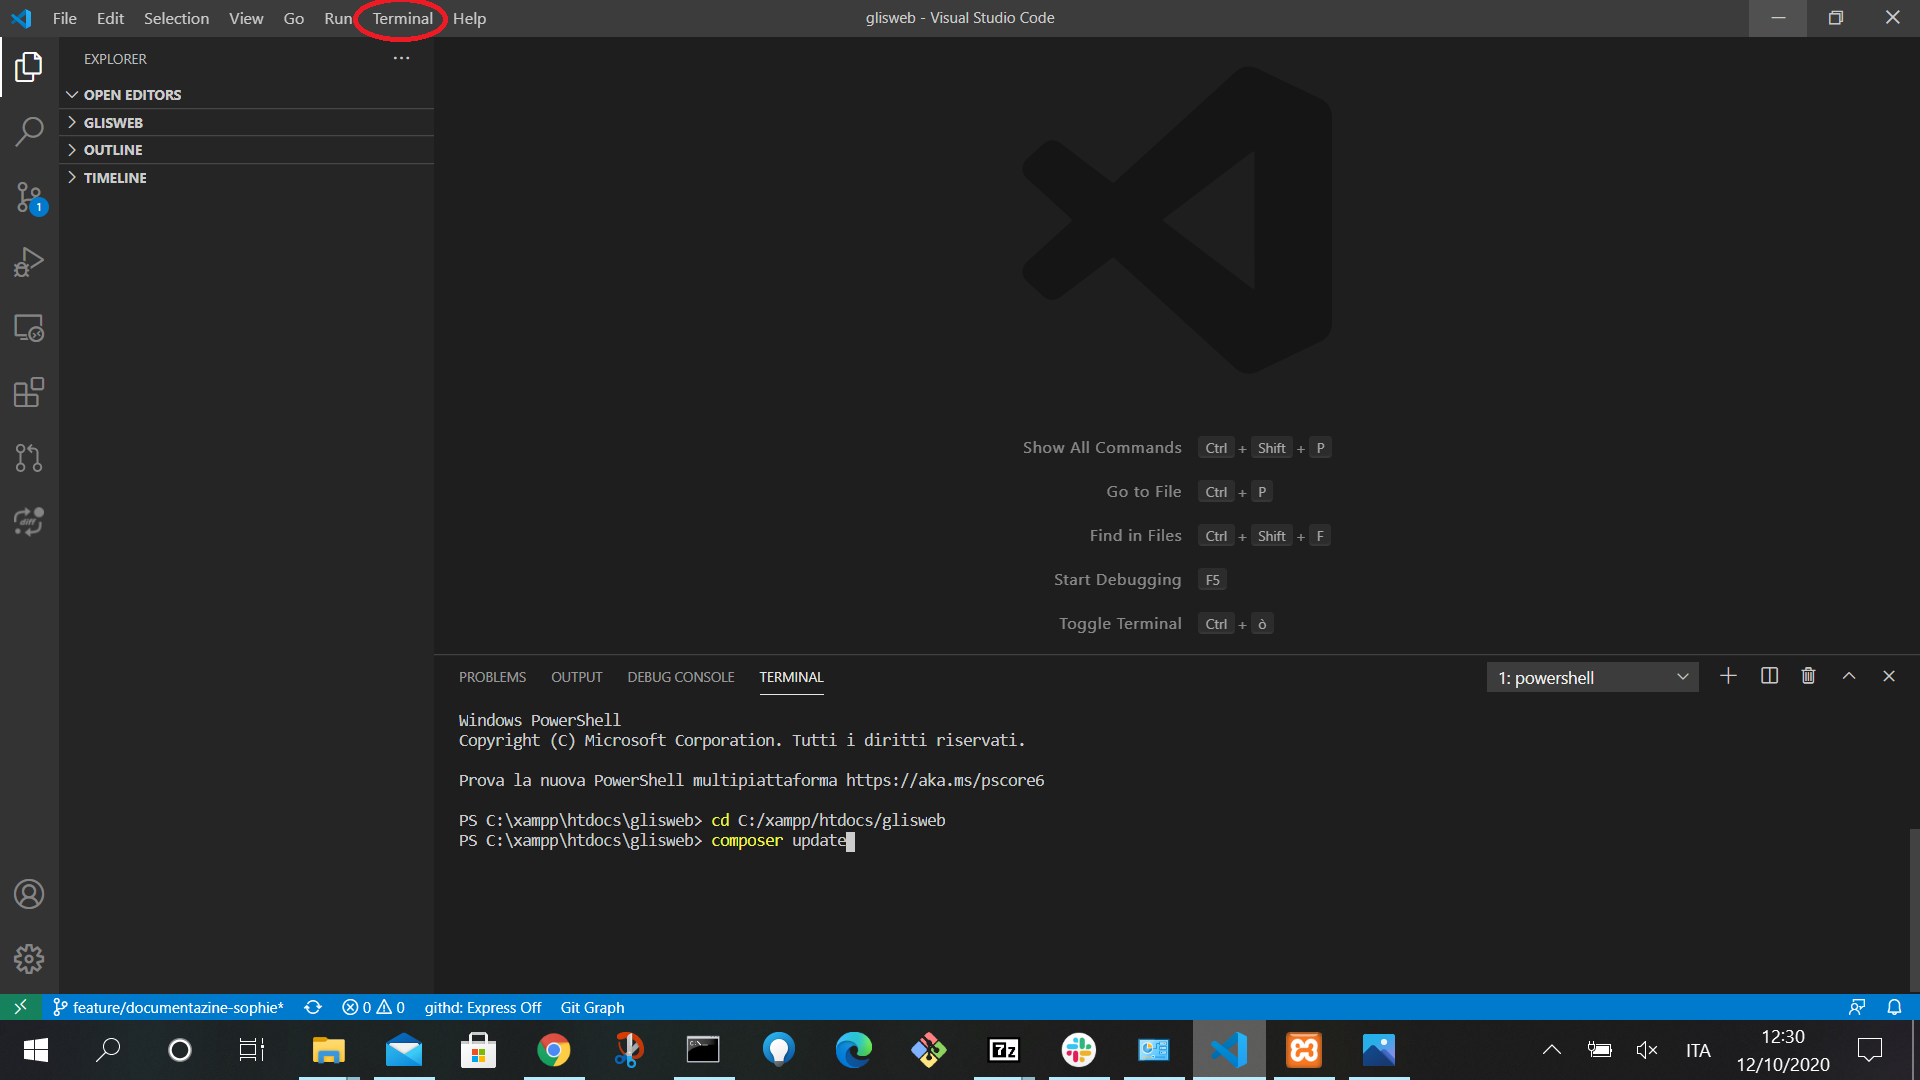 File Edit Selection View Go Run Terminal Help
glisweb - Visual Studio Code
EXPLORER
OPEN EDITORS
GLISWEB
OUTLINE
TIMELINE
1
diff
Show All Commands Ctrl + Shift + P
Go to File Ctrl + P
Find in Files Ctrl + Shift + F
Start Debugging F5
Toggle Terminal Ctrl + ò
PROBLEMS OUTPUT DEBUG CONSOLE TERMINAL
1: powershell
Windows PowerShell
Copyright (C) Microsoft Corporation. Tutti i diritti riservati.
Prova la nuova PowerShell multipiattaforma https://aka.ms/pscore6
PS C:\xampp\htdocs\glisweb> cd C:/xampp/htdocs/glisweb
PS C:\xampp\htdocs\glisweb> composer update
feature/documentazine-sophie* 0 0 githd: Express Off Git Graph
7z
ITA
12:30
12/10/2020